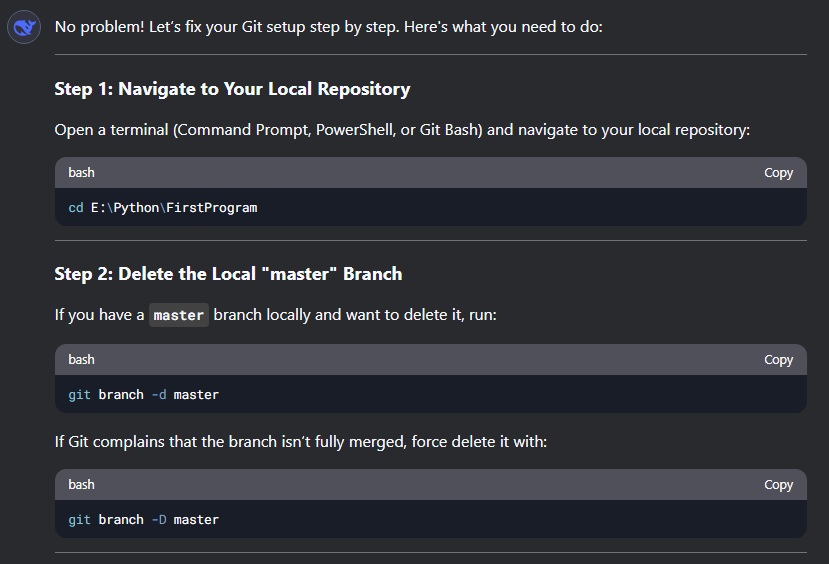 No problem! Let's fix your Git setup step by step. Here's what you need to do:
Step 1: Navigate to Your Local Repository
Open a terminal (Command Prompt, PowerShell, or Git Bash) and navigate to your local repository:
bash Copy
cd E:\Python\FirstProgram
Step 2: Delete the Local "master" Branch
If you have a master branch locally and want to delete it, run:
bash Copy
git branch -d master
If Git complains that the branch isn't fully merged, force delete it with:
bash Copy
git branch -D master